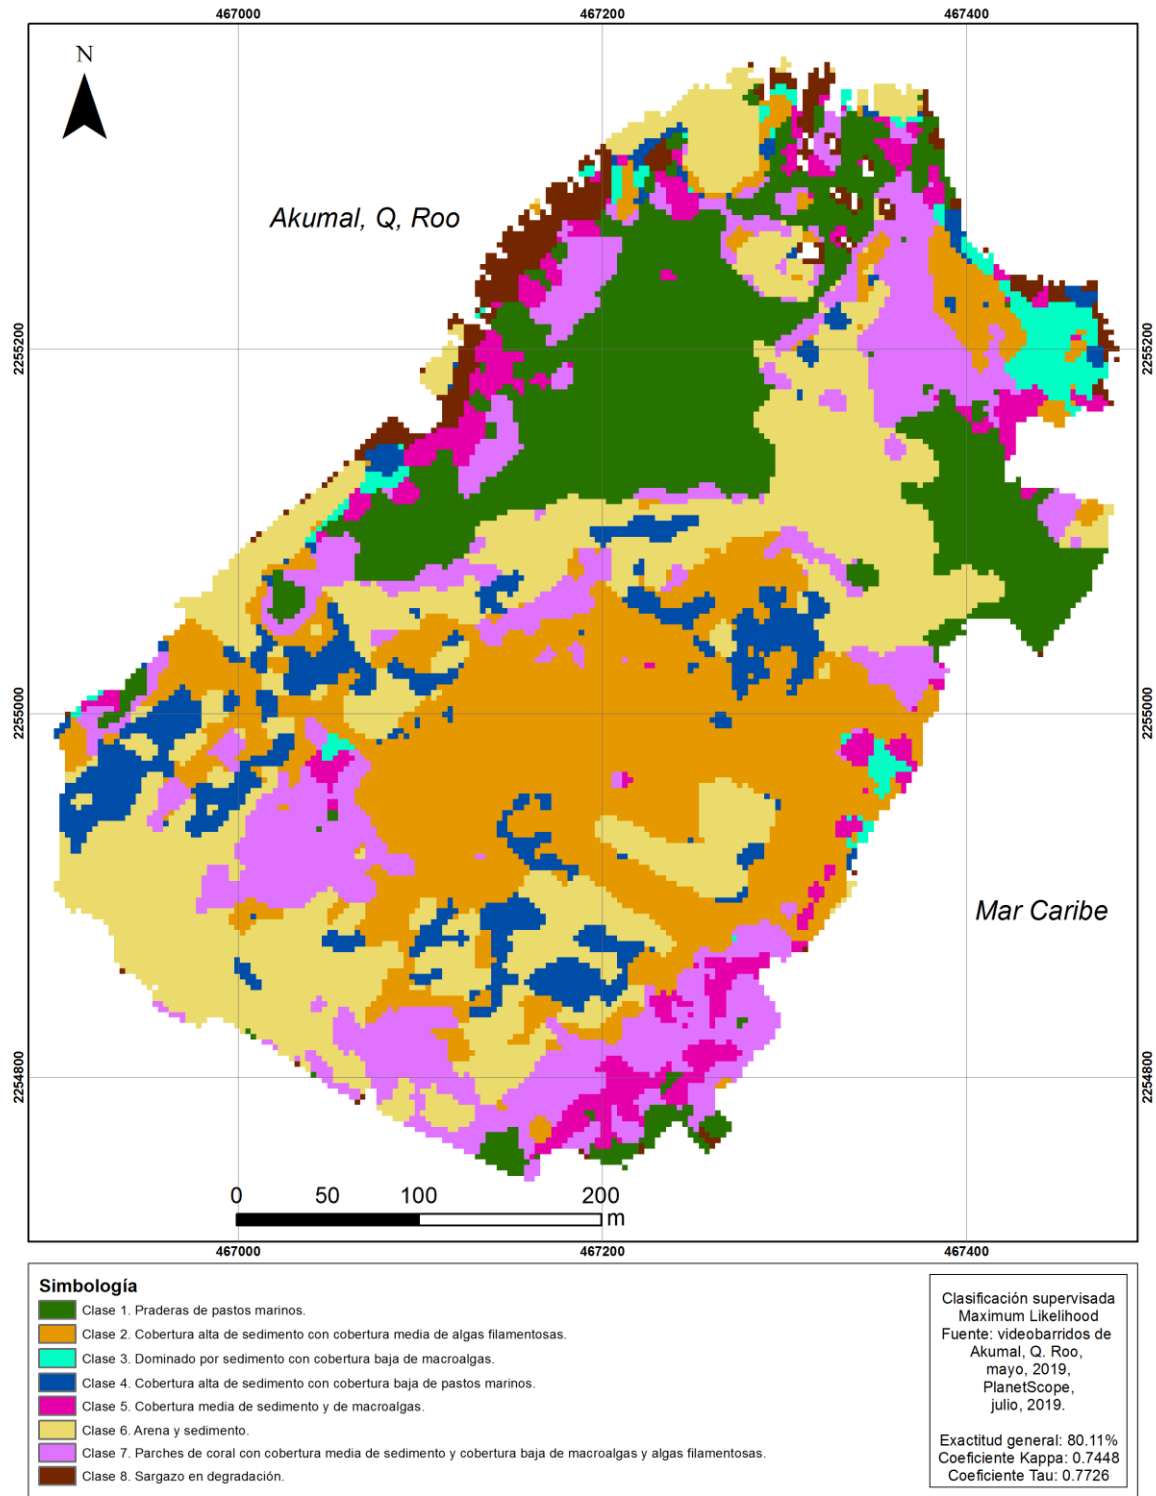 467000 467200 467400
N
Akumal, Q, Roo
2255200 2255200
2255000 2255000
Mar Caribe
2254800 2254800
0 50 100 200
m
467000 467200 467400
Simbología
Clase 1. Praderas de pastos marinos.
Clase 2. Cobertura alta de sedimento con cobertura media de algas filamentosas.
Clase 3. Dominado por sedimento con cobertura baja de macroalgas.
Clase 4. Cobertura alta de sedimento con cobertura baja de pastos marinos.
Clase 5. Cobertura media de sedimento y de macroalgas.
Clase 6. Arena y sedimento.
Clase 7. Parches de coral con cobertura media de sedimento y cobertura baja de macroalgas y algas filamentosas.
Clase 8. Sargazo en degradación.
Clasificación supervisada
Maximum Likelihood
Fuente: videobarridos de
Akumal, Q. Roo,
mayo, 2019,
PlanetScope,
julio, 2019.
Exactitud general: 80.11%
Coeficiente Kappa: 0.7448
Coeficiente Tau: 0.7726